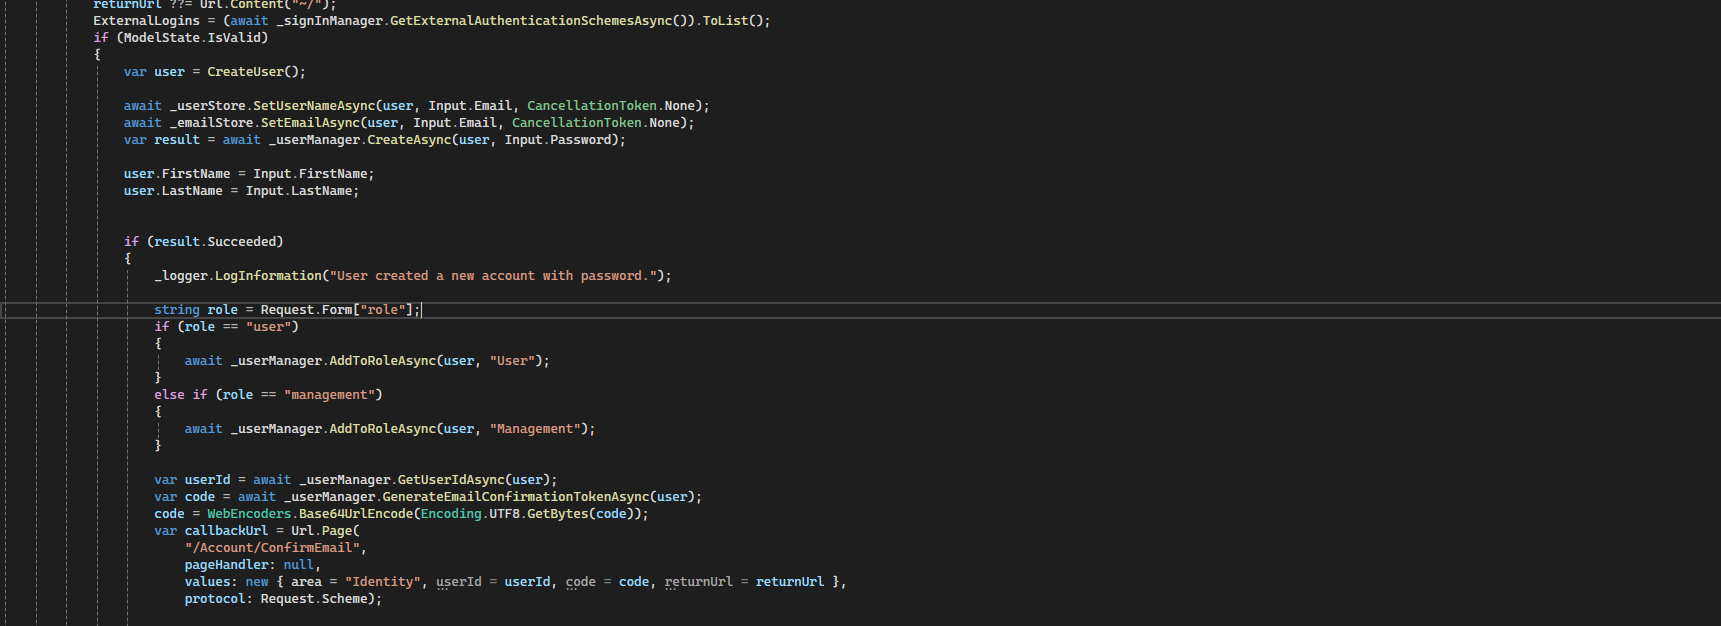 returnUrl ??= Url.Content("~/");
ExternalLogins = (await _signInManager.GetExternalAuthenticationSchemesAsync()).ToList();
if (ModelState.IsValid)
{
var user = CreateUser();
await _userStore.SetUserNameAsync(user, Input.Email, CancellationToken.None);
await _emailStore.SetEmailAsync(user, Input.Email, CancellationToken.None);
var result = await _userManager.CreateAsync(user, Input.Password);
user.FirstName = Input.FirstName;
user.LastName = Input.LastName;
if (result.Succeeded)
{
_logger.LogInformation("User created a new account with password.");
string role = Request.Form["role"];
if (role == "user")
{
await _userManager.AddToRoleAsync(user, "User");
}
else if (role == "management")
{
await _userManager.AddToRoleAsync(user, "Management");
}
var userId = await _userManager.GetUserIdAsync(user);
var code = await _userManager.GenerateEmailConfirmationTokenAsync(user);
code = WebEncoders.Base64UrlEncode(Encoding.UTF8.GetBytes(code));
var callbackUrl = Url.Page(
"/Account/ConfirmEmail",
pageHandler: null,
values: new { area = "Identity", userId = userId, code = code, returnUrl = returnUrl },
protocol: Request.Scheme);